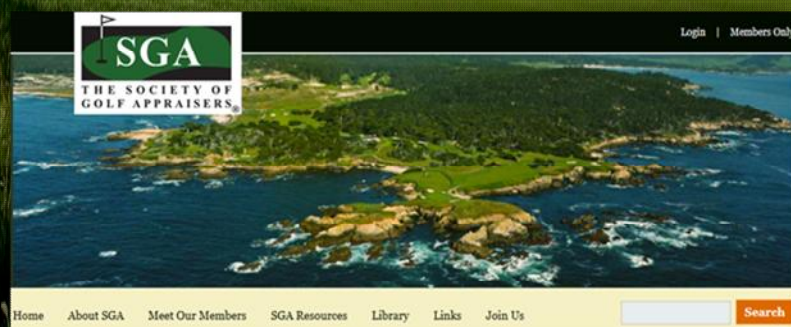 SGA
THE SOCIETY OF
GOLF APPRAISERS®
Login | Members Only
Home About SGA Meet Our Members SGA Resources Library Links Join Us Search